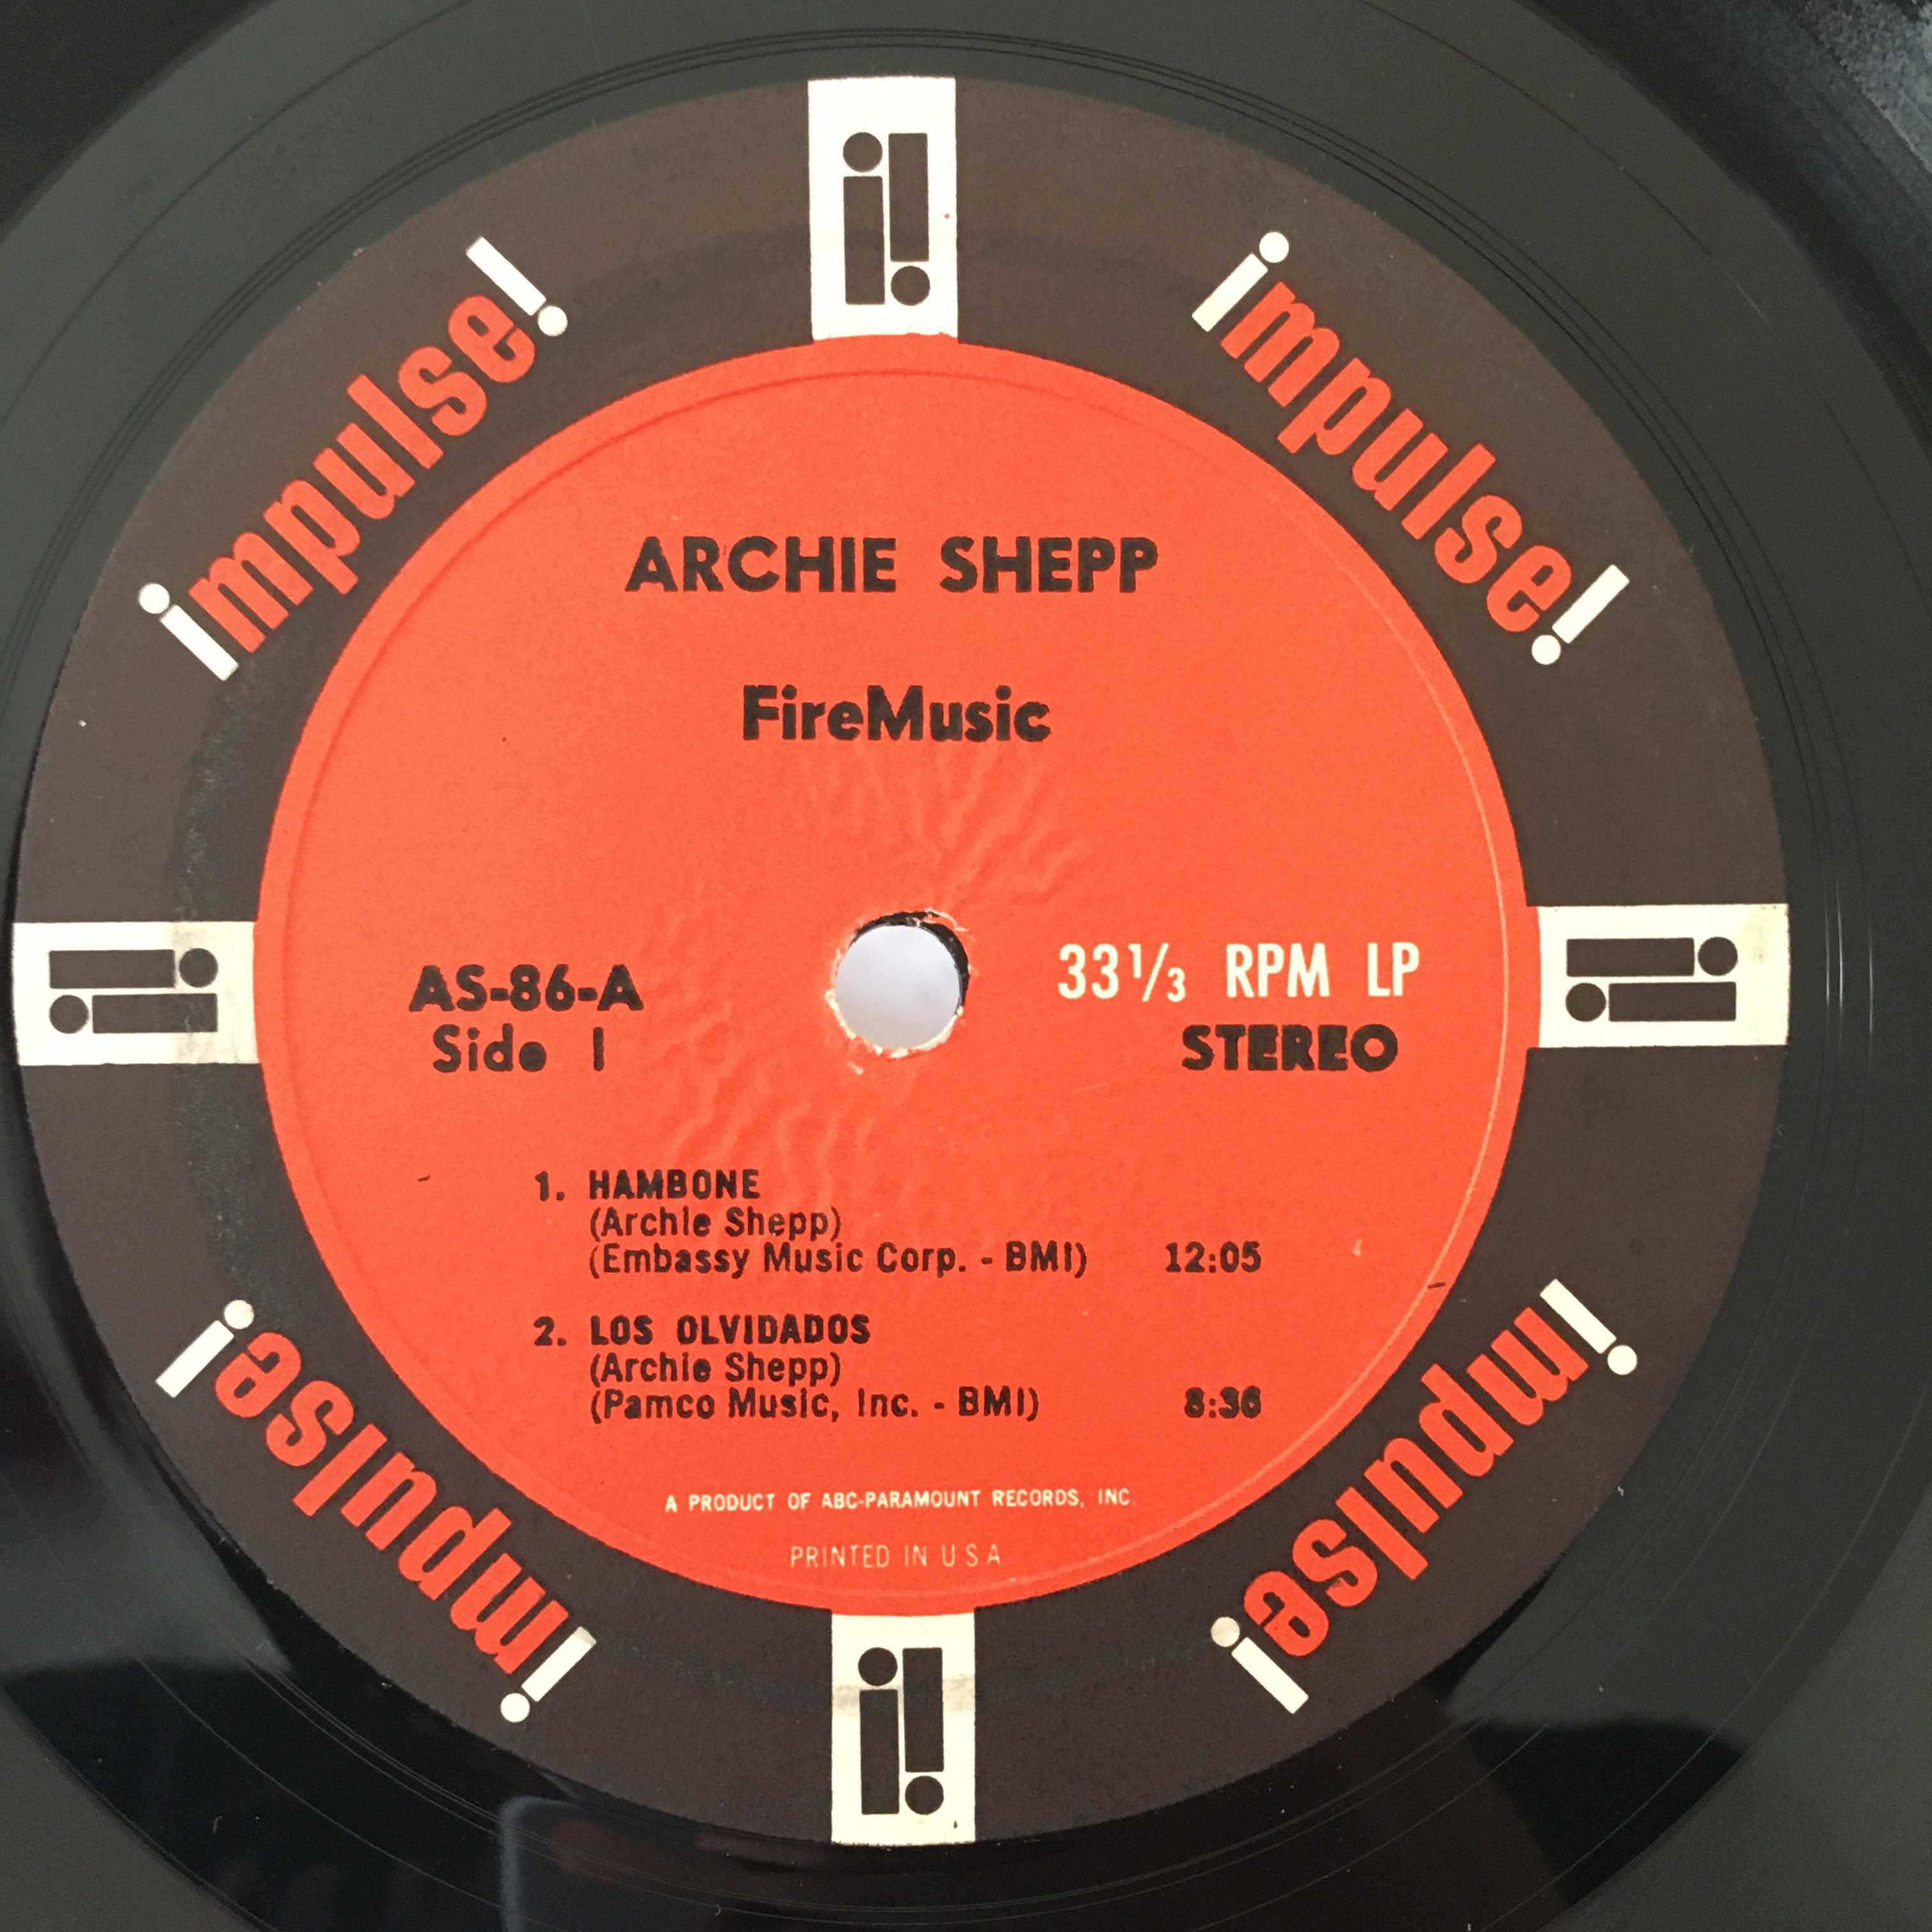 ¡impulse!
¡impulse!
ARCHIE SHEPP
FireMusic
AS-86-A
Side 1
33 1/3 RPM LP
STEREO
1. HAMBONE
(Archie Shepp)
(Embassy Music Corp. - BMI) 12:05
2. LOS OLVIDADOS
(Archie Shepp)
(Pamco Music, Inc. - BMI) 8:36
A PRODUCT OF ABC-PARAMOUNT RECORDS, INC.
PRINTED IN U S A
impulse!
impulse!